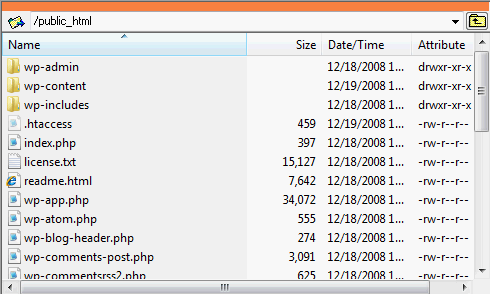 /public_html
Name Size Date/Time Attribute
wp-admin 12/18/2008 1... drwxr-xr-x
wp-content 12/19/2008 1... drwxr-xr-x
wp-includes 12/18/2008 1... drwxr-xr-x
.htaccess 459 12/19/2008 1... -rw-r--r--
index.php 397 12/18/2008 1... -rw-r--r--
license.txt 15,127 12/18/2008 1... -rw-r--r--
readme.html 7,642 12/18/2008 1... -rw-r--r--
wp-app.php 34,072 12/18/2008 1... -rw-r--r--
wp-atom.php 555 12/18/2008 1... -rw-r--r--
wp-blog-header.php 274 12/18/2008 1... -rw-r--r--
wp-comments-post.php 3,091 12/18/2008 1... -rw-r--r--
wp-commentsrss2.php 625 12/18/2008 1... -rw-r--r--